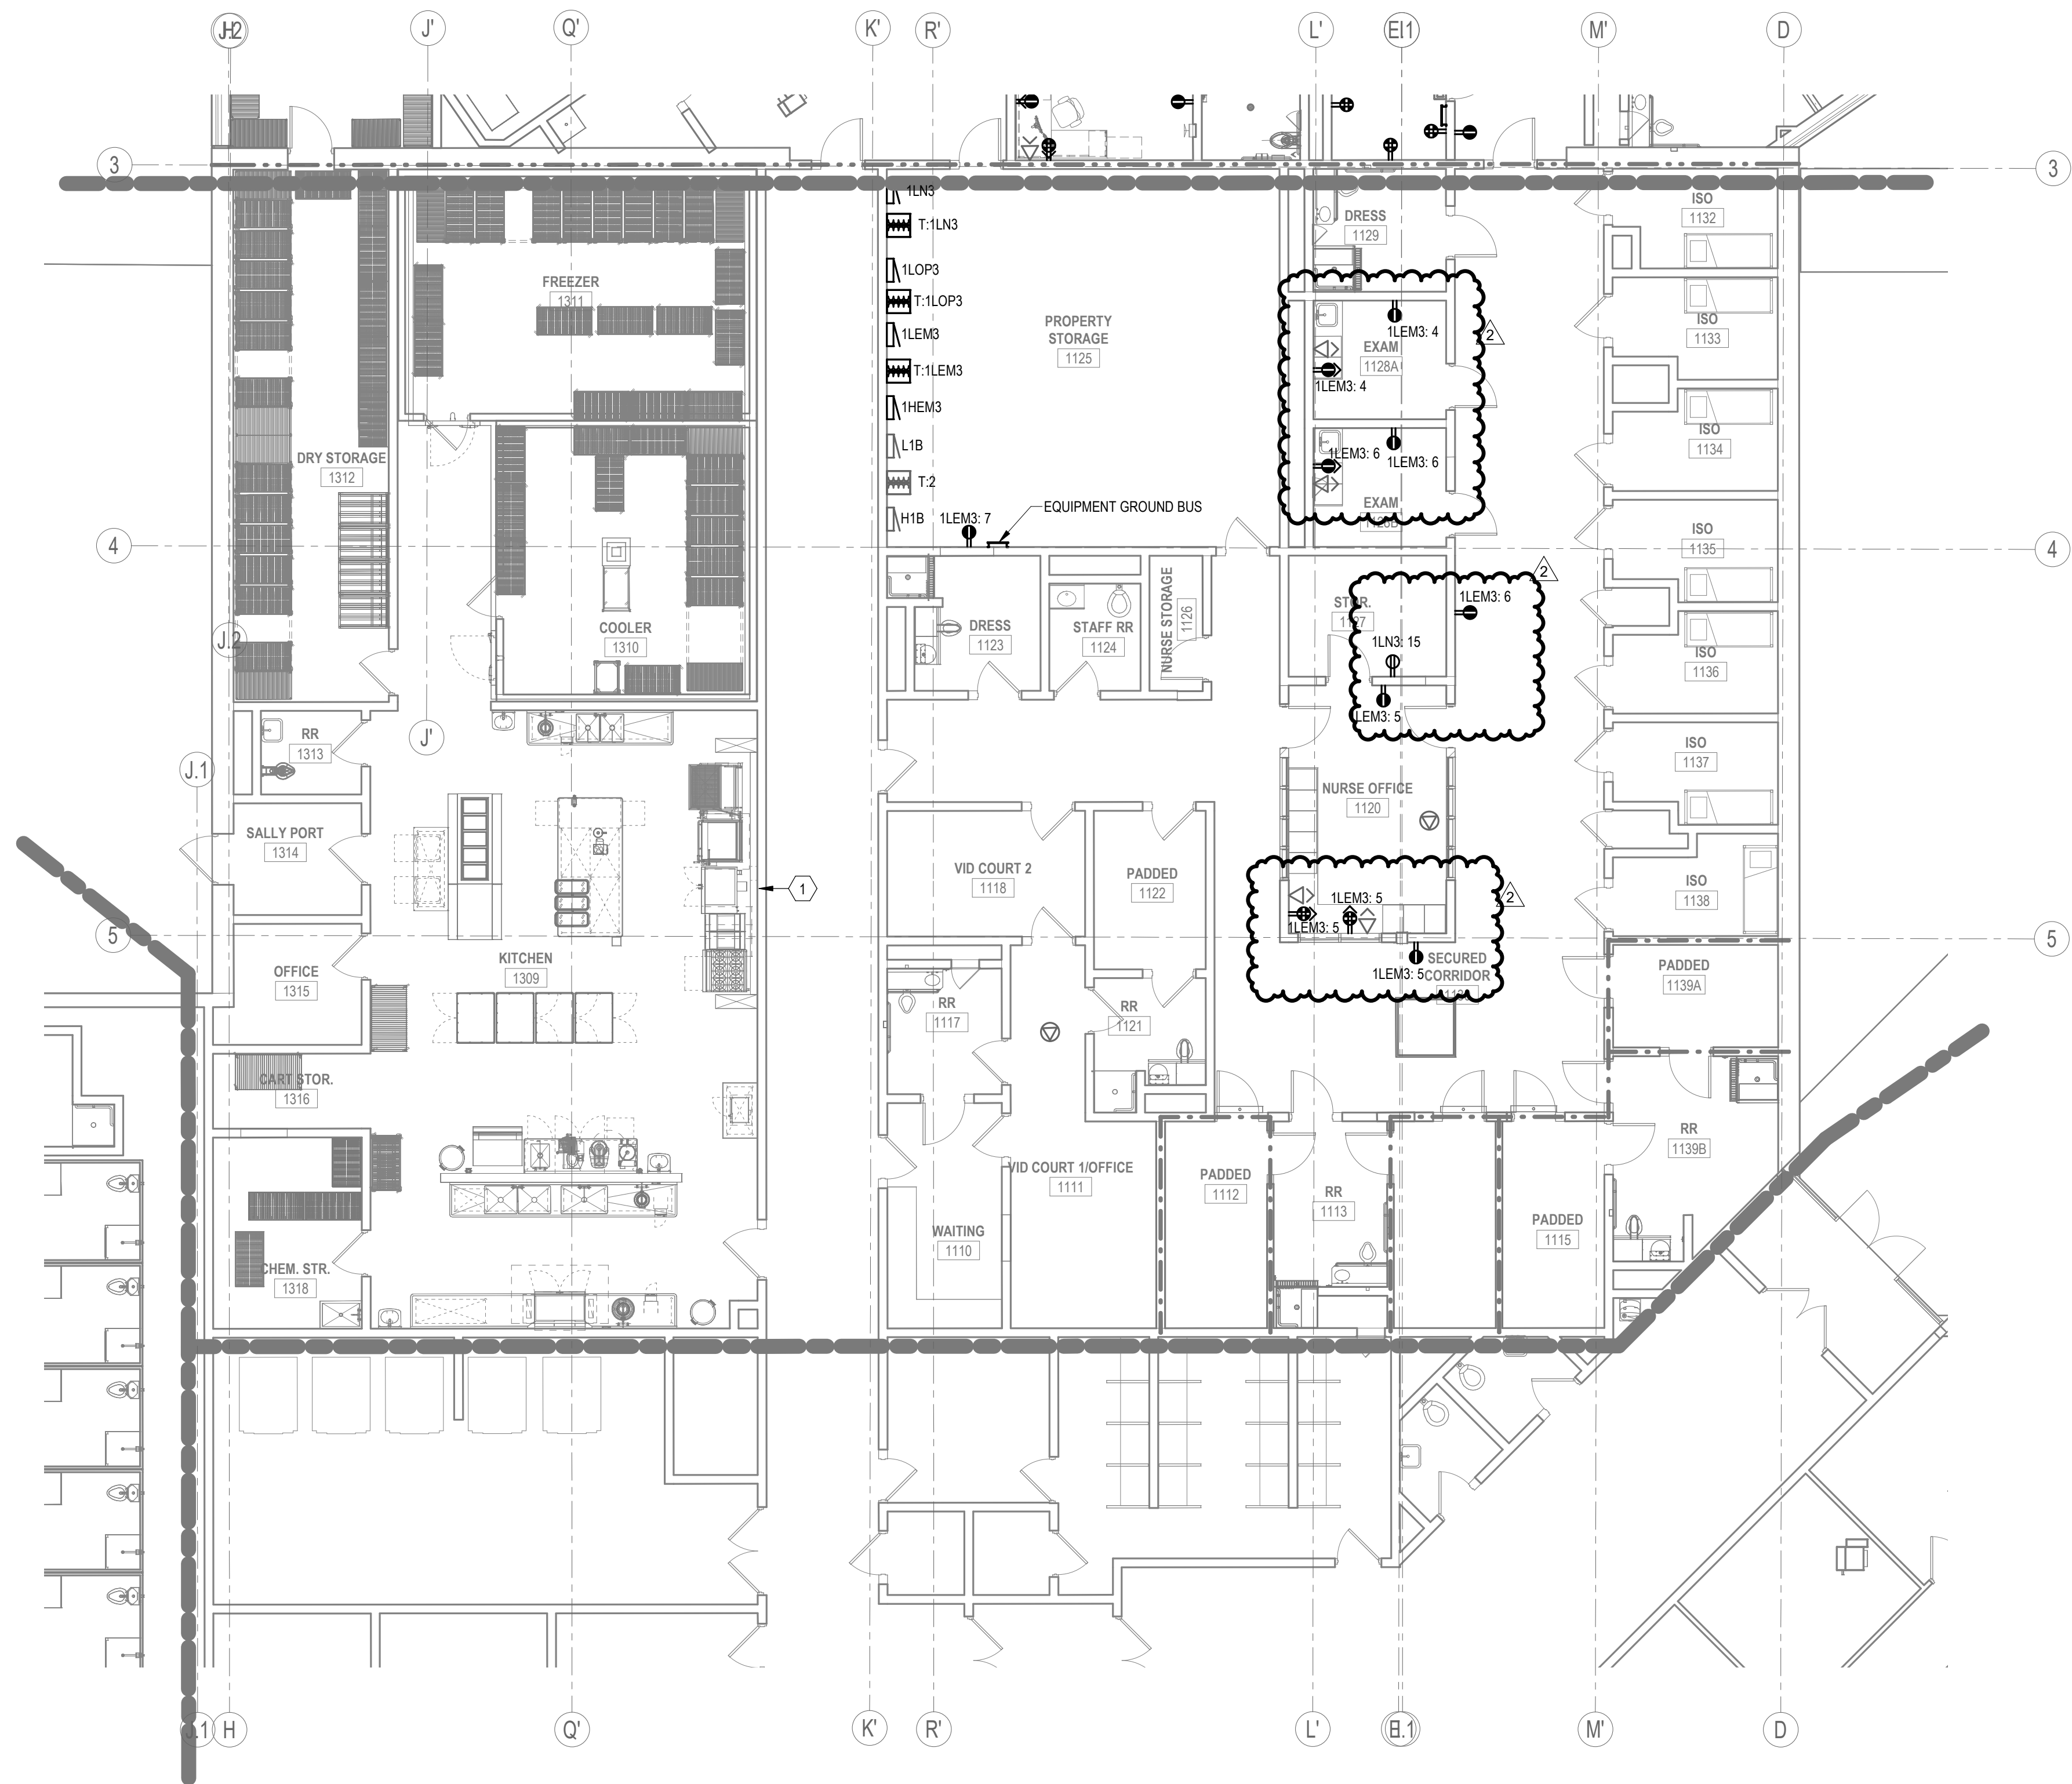 J'
Q'
K'
R'
L'
M'
D
3
3
1LN3
T:1LN3
1LOP3
T:1LOP3
1LEM3
T:1LEM3
1HEM3
L1B
T:2
H1B
1LEM3: 7
EQUIPMENT GROUND BUS
PROPERTY
STORAGE
1125
FREEZER
1311
DRY STORAGE
1312
COOLER
1310
DRESS
1129
1LEM3: 4
EXAM
1128A
1LEM3: 4
2
1LEM3: 6
1LEM3: 6
EXAM
ISO
1132
ISO
1133
ISO
1134
ISO
1135
ISO
1136
ISO
1137
ISO
1138
4
4
J.2
DRESS
1123
STAFF RR
1124
NURSE STORAGE
1126
STOR.
1127
1LEM3: 6
2
1LN3: 15
1LEM3: 5
J'
RR
1313
J.1
SALLY PORT
1314
OFFICE
1315
KITCHEN
1309
1
CART STOR.
1316
CHEM. STR.
1318
VID COURT 2
1118
PADDED
1122
NURSE OFFICE
1120
1LEM3: 5
1LEM3: 5
2
1LEM3: 5
SECURED
CORRIDOR
5
5
RR
1117
RR
1121
PADDED
1139A
RR
1139B
VID COURT 1/OFFICE
1111
WAITING
1110
PADDED
1112
RR
1113
PADDED
1115
J.1
H
Q'
K'
R'
L'
M'
D